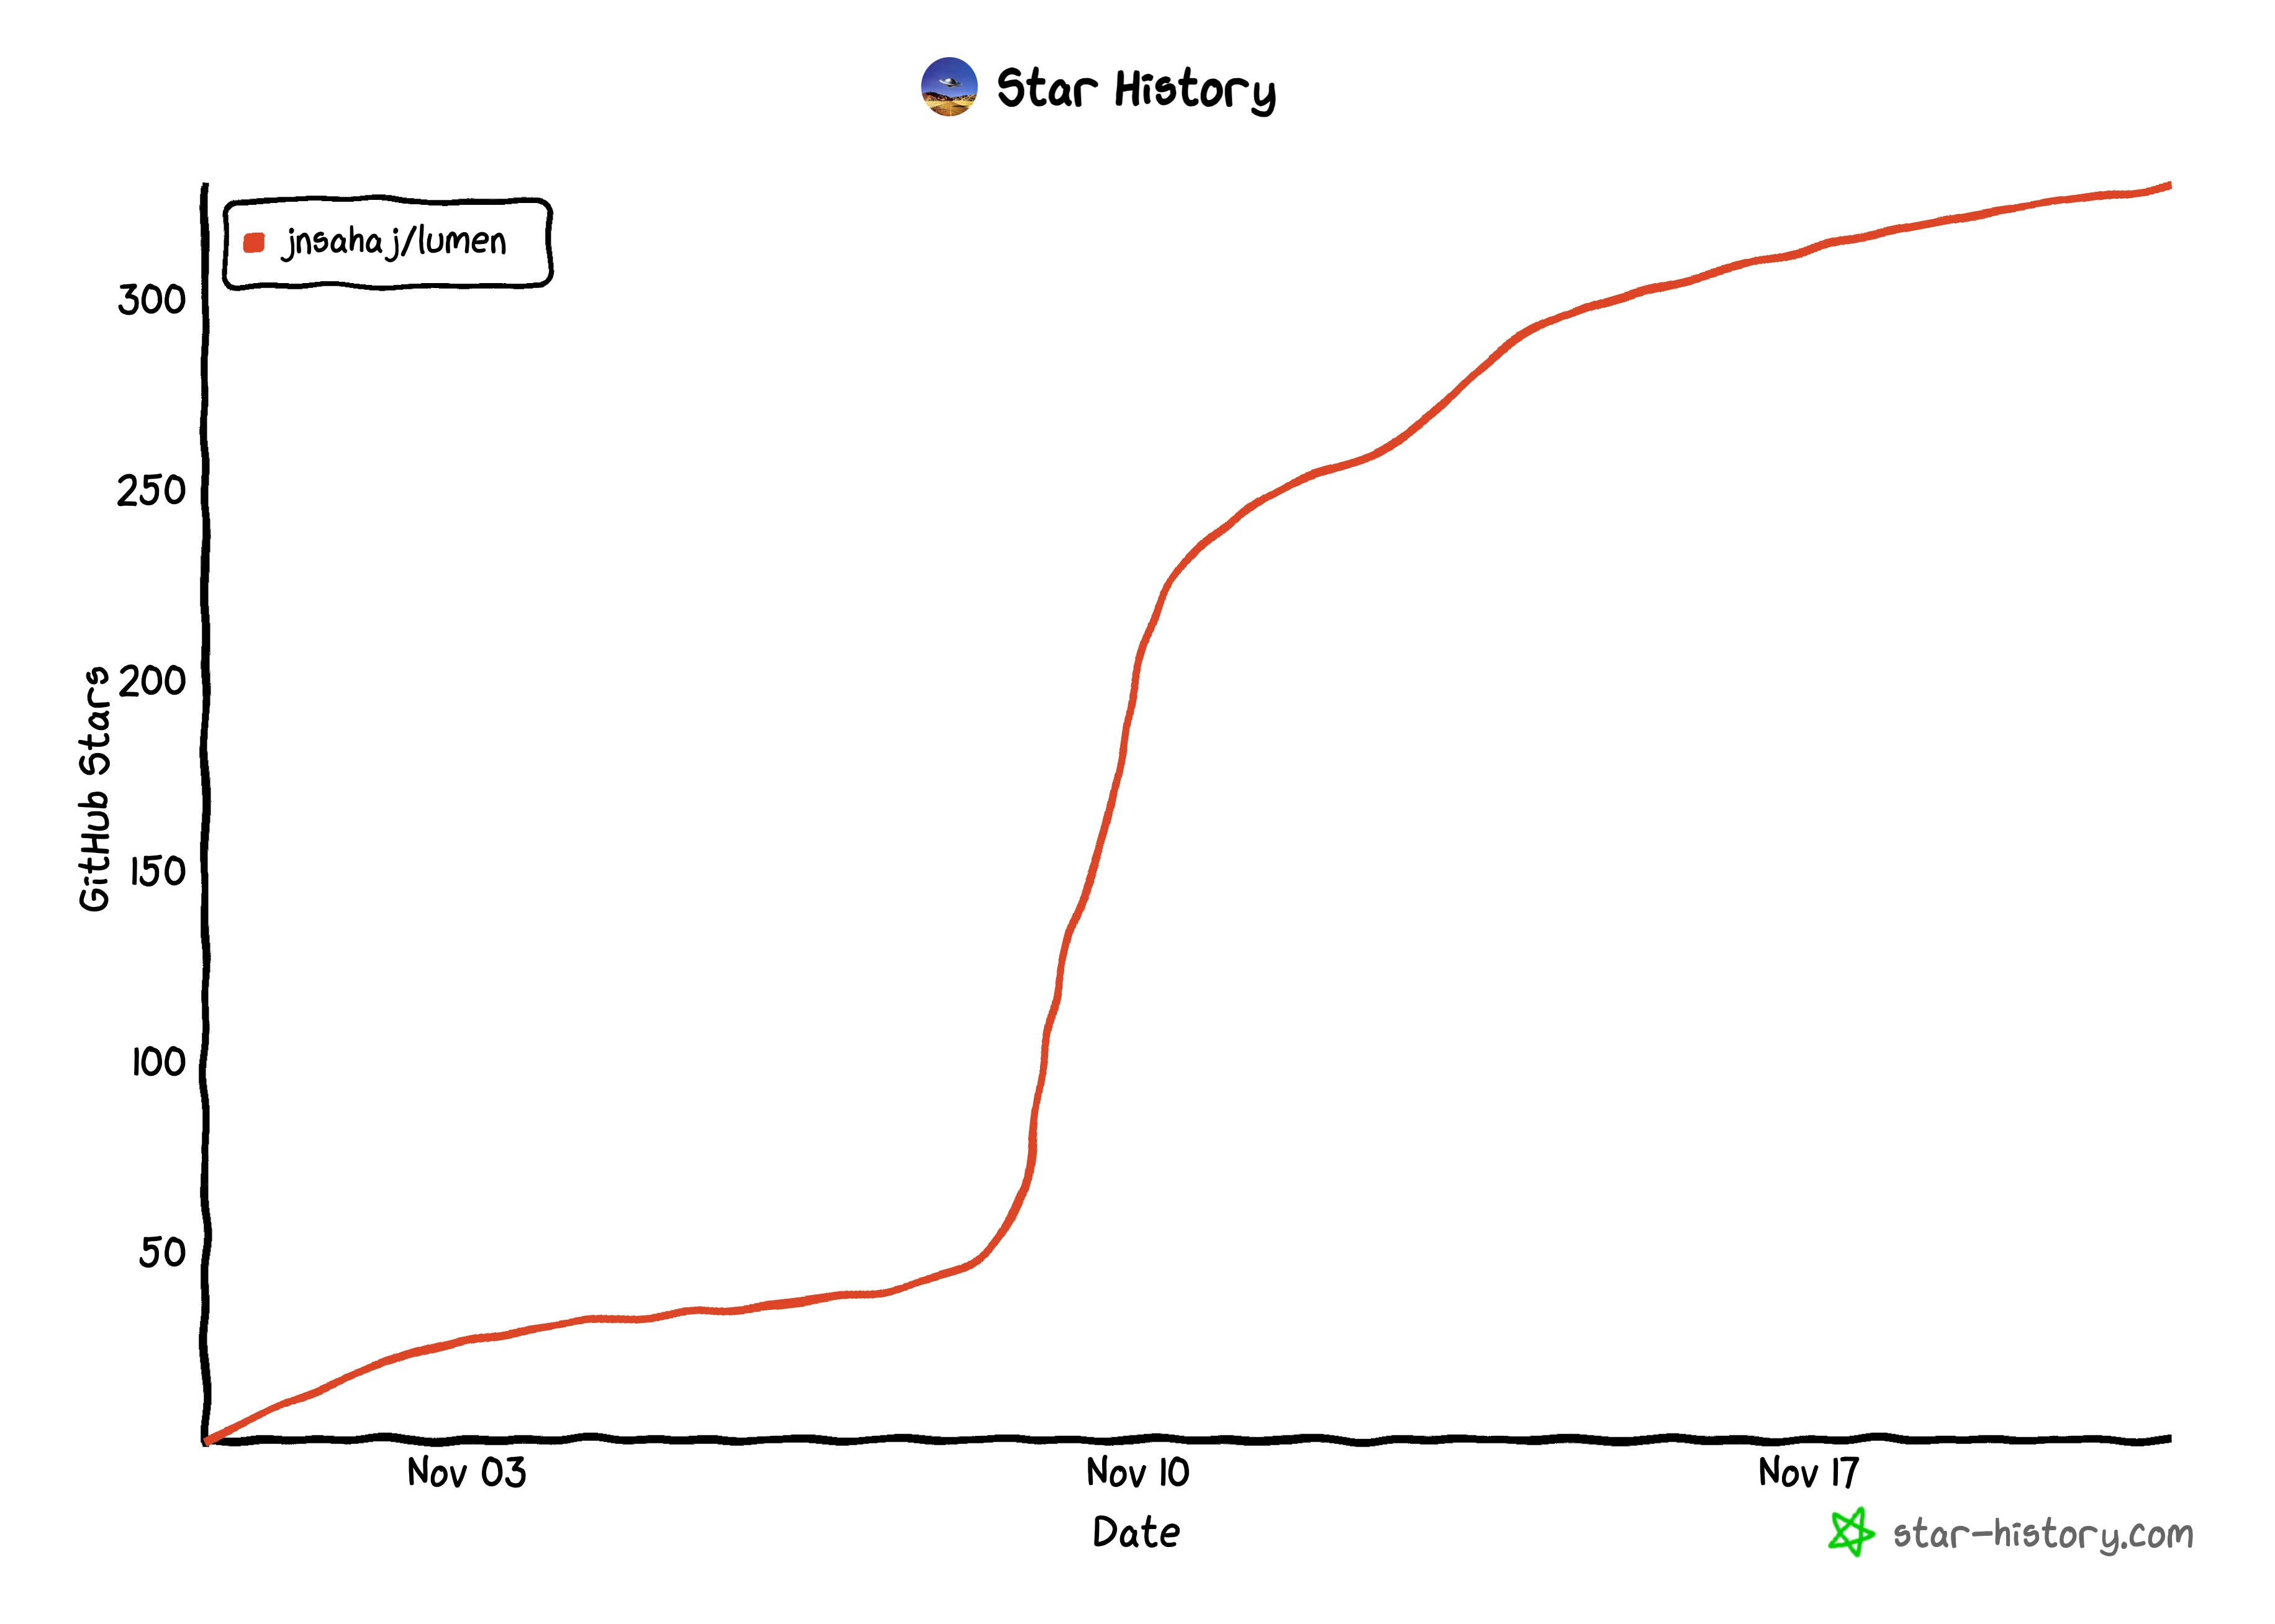 Star History
jnsahaj/lumen
300
250
200
150
100
50
GitHub Stars
Nov 03
Nov 10
Nov 17
Date
star-history.com